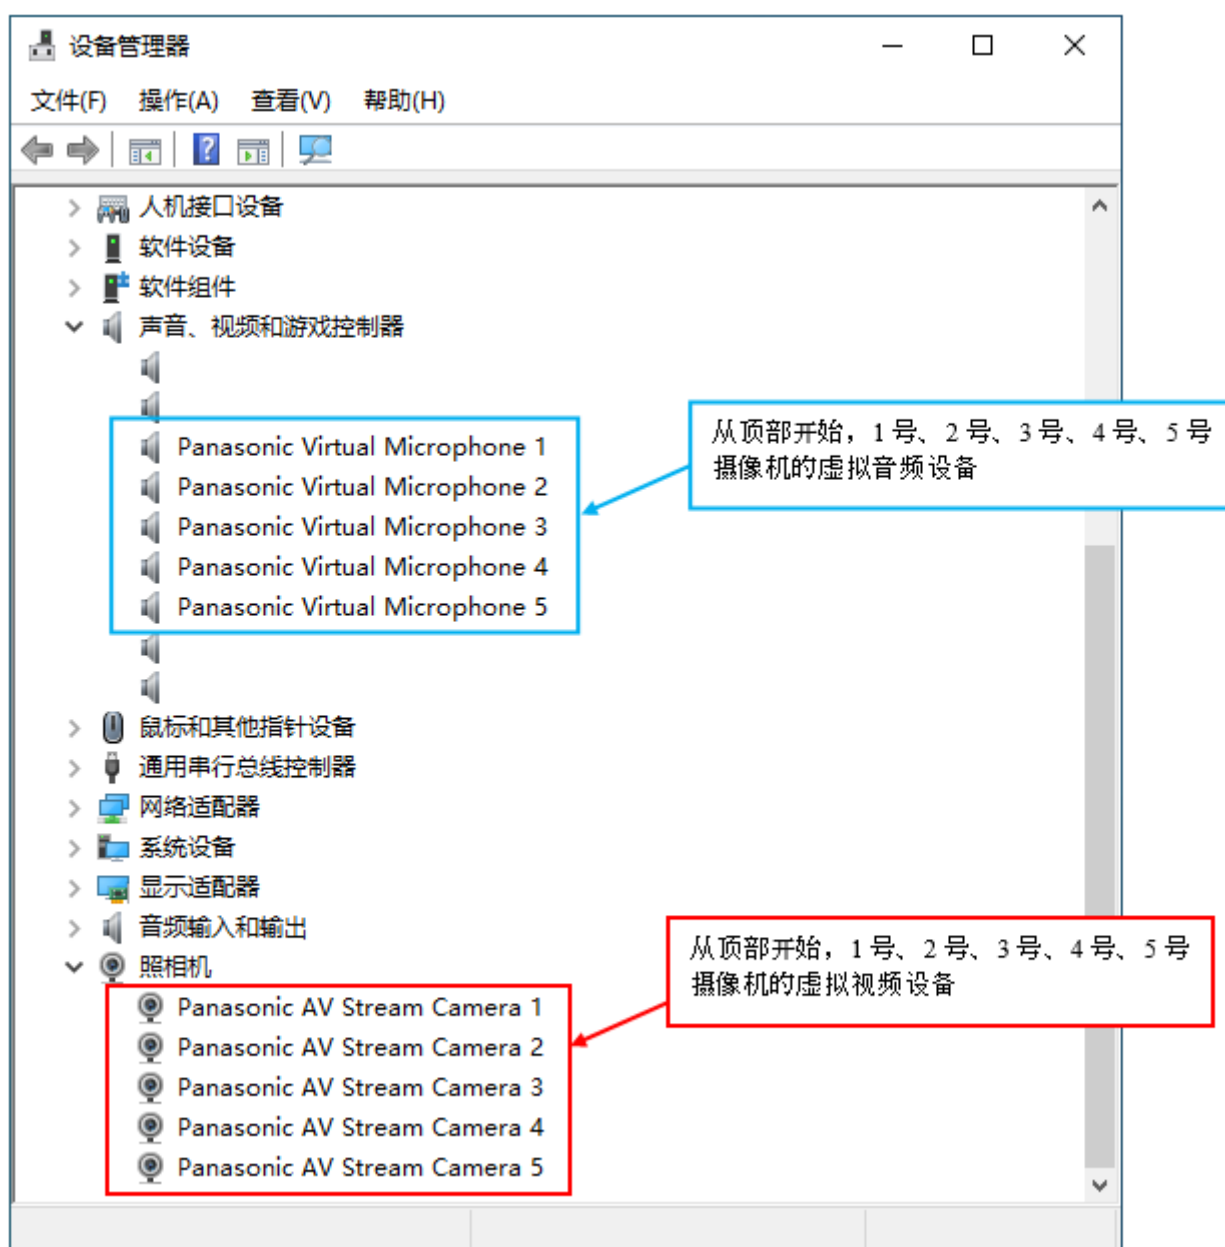 设备管理器
文件(F) 操作(A) 查看(V) 帮助(H)
人机接口设备
软件设备
软件组件
声音、视频和游戏控制器
Panasonic Virtual Microphone 1
Panasonic Virtual Microphone 2
Panasonic Virtual Microphone 3
Panasonic Virtual Microphone 4
Panasonic Virtual Microphone 5
从顶部开始，1号、2号、3号、4号、5号
摄像机的虚拟音频设备
鼠标和其他指针设备
通用串行总线控制器
网络适配器
系统设备
显示适配器
音频输入和输出
照相机
Panasonic AV Stream Camera 1
Panasonic AV Stream Camera 2
Panasonic AV Stream Camera 3
Panasonic AV Stream Camera 4
Panasonic AV Stream Camera 5
从顶部开始，1号、2号、3号、4号、5号
摄像机的虚拟视频设备